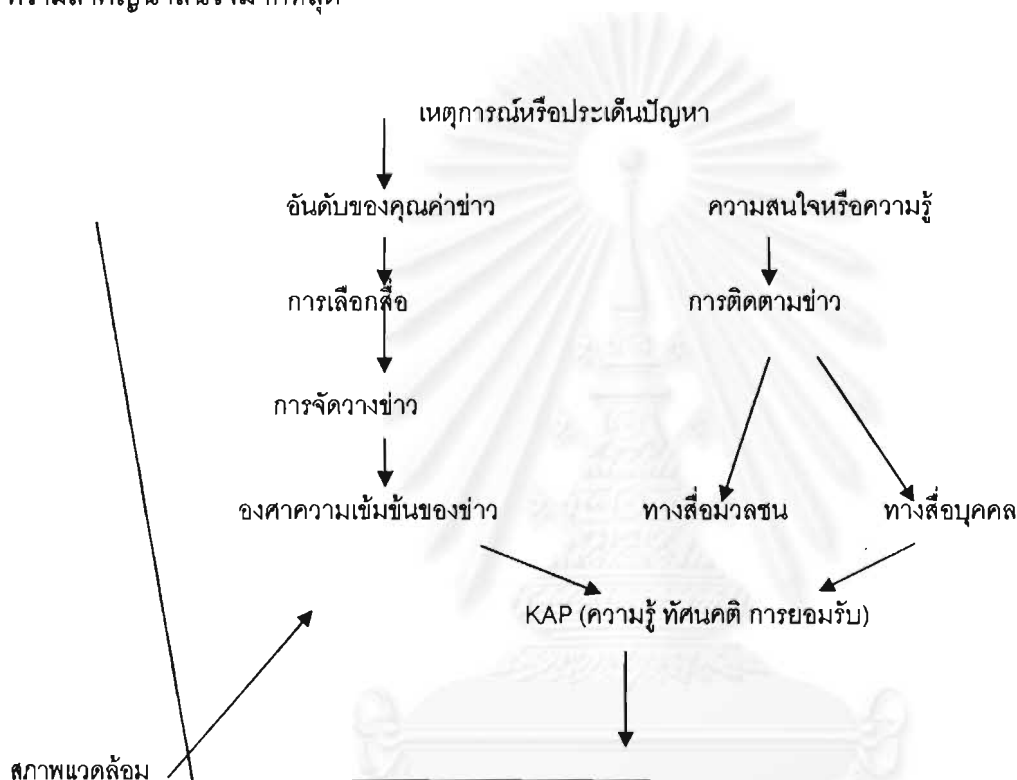 เหตุการณ์หรือประเด็นปัญหา
อันดับของคุณค่าข่าว ความสนใจหรือความรู้
การเลือกสื่อ การติดตามข่าว
การจัดวางข่าว
องศาความเข้มข้นของข่าว ทางสื่อมวลชน ทางสื่อบุคคล
KAP (ความรู้ ทัศนคติ การยอมรับ)
สภาพแวดล้อม